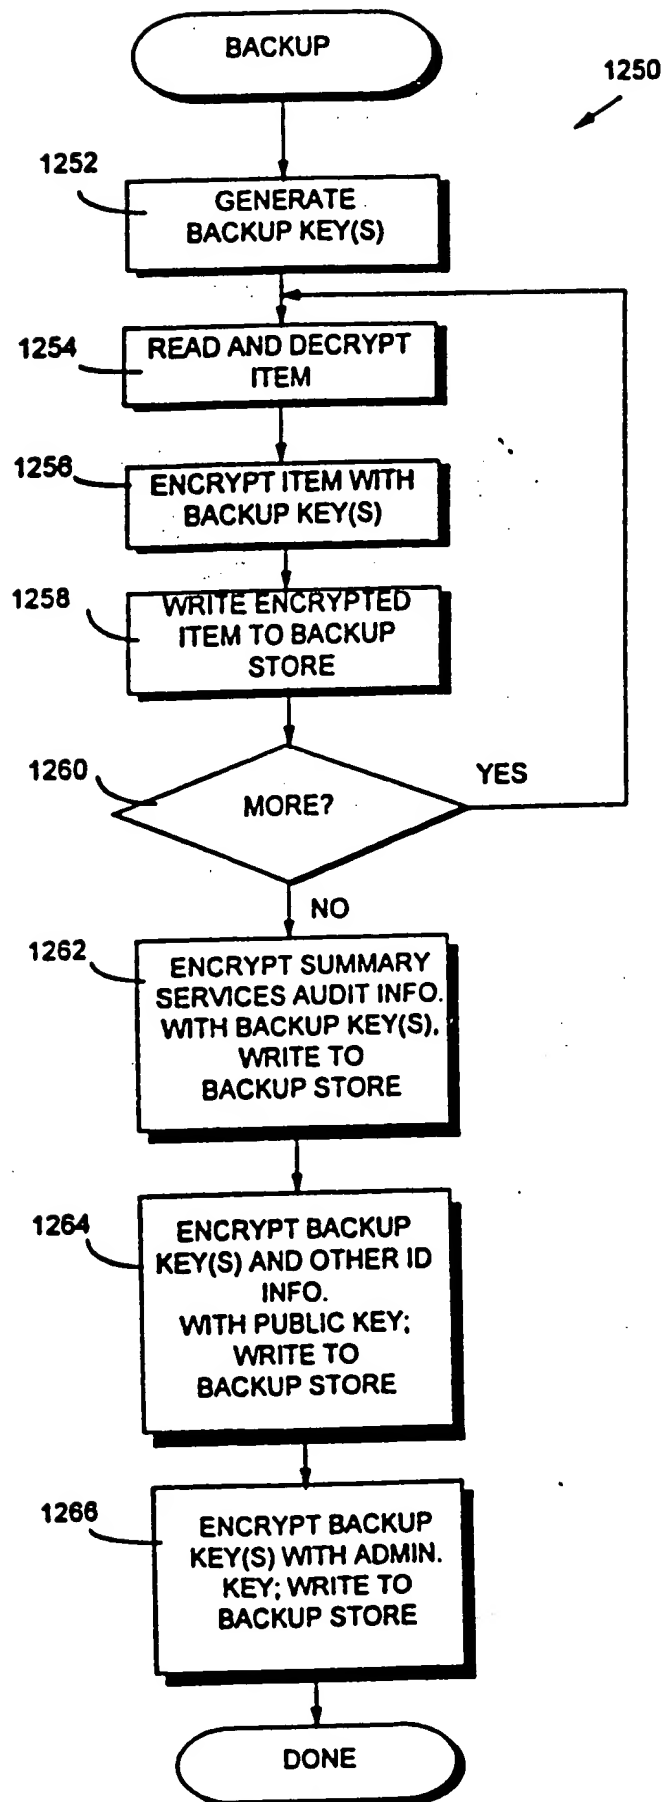 BACKUP
1250
1252
GENERATE
BACKUP KEY(S)
1254
READ AND DECRYPT
ITEM
1256
ENCRYPT ITEM WITH
BACKUP KEY(S)
1258
WRITE ENCRYPTED
ITEM TO BACKUP
STORE
1260
MORE?
YES
NO
1262
ENCRYPT SUMMARY
SERVICES AUDIT INFO.
WITH BACKUP KEY(S),
WRITE TO
BACKUP STORE
1264
ENCRYPT BACKUP
KEY(S) AND OTHER ID
INFO.
WITH PUBLIC KEY;
WRITE TO
BACKUP STORE
1266
ENCRYPT BACKUP
KEY(S) WITH ADMIN.
KEY; WRITE TO
BACKUP STORE
DONE